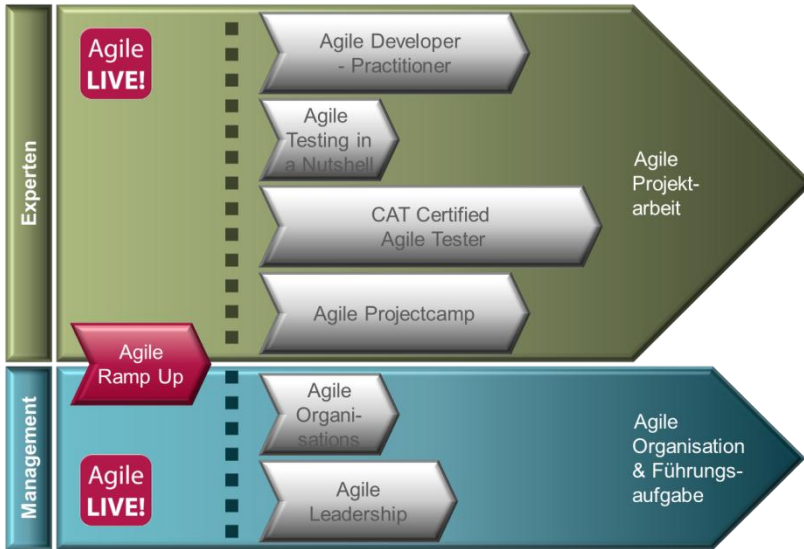 Experten
Agile
LIVE!
Agile Developer
- Practitioner
Agile
Testing in
a Nutshell
CAT Certified
Agile Tester
Agile Projectcamp
Agile
Projekt-
arbeit
Agile
Ramp Up
Management
Agile
LIVE!
Agile
Organi-
sations
Agile
Leadership
Agile
Organisation
& Führungs-
aufgabe